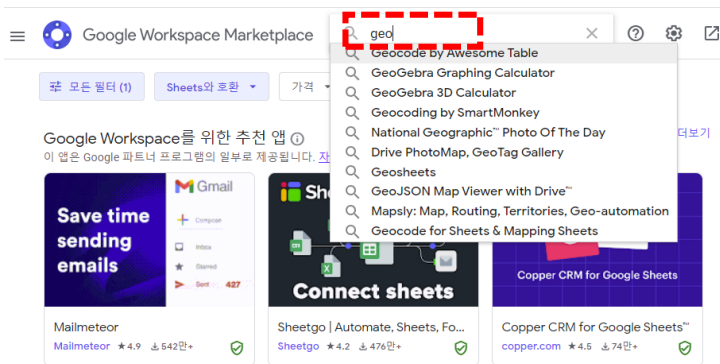 Google Workspace Marketplace
geo
Geocode by Awesome Table
GeoGebra Graphing Calculator
GeoGebra 3D Calculator
Geocoding by SmartMonkey
National Geographic™ Photo Of The Day
Drive PhotoMap, GeoTag Gallery
Geosheets
GeoJSON Map Viewer with Drive™
Mapsly: Map, Routing, Territories, Geo-automation
Geocode for Sheets & Mapping Sheets
모든 필터 (1)
Sheets와 호환
가격
Google Workspace를 위한 추천 앱
더보기
이 앱은 Google 파트너 프로그램의 일부로 제공됩니다.
Save time
sending
emails
Gmail
Compose
Inbox
Starred
Sent 427
Connect sheets
Copper CRM for Google Sheets
Mailmeteor
Mailmeteor ★4.9 542만+
Sheetgo | Automate, Sheets, Fo...
Sheetgo ★4.2 476만+
Copper CRM for Google Sheets™
copper.com ★4.5 74만+